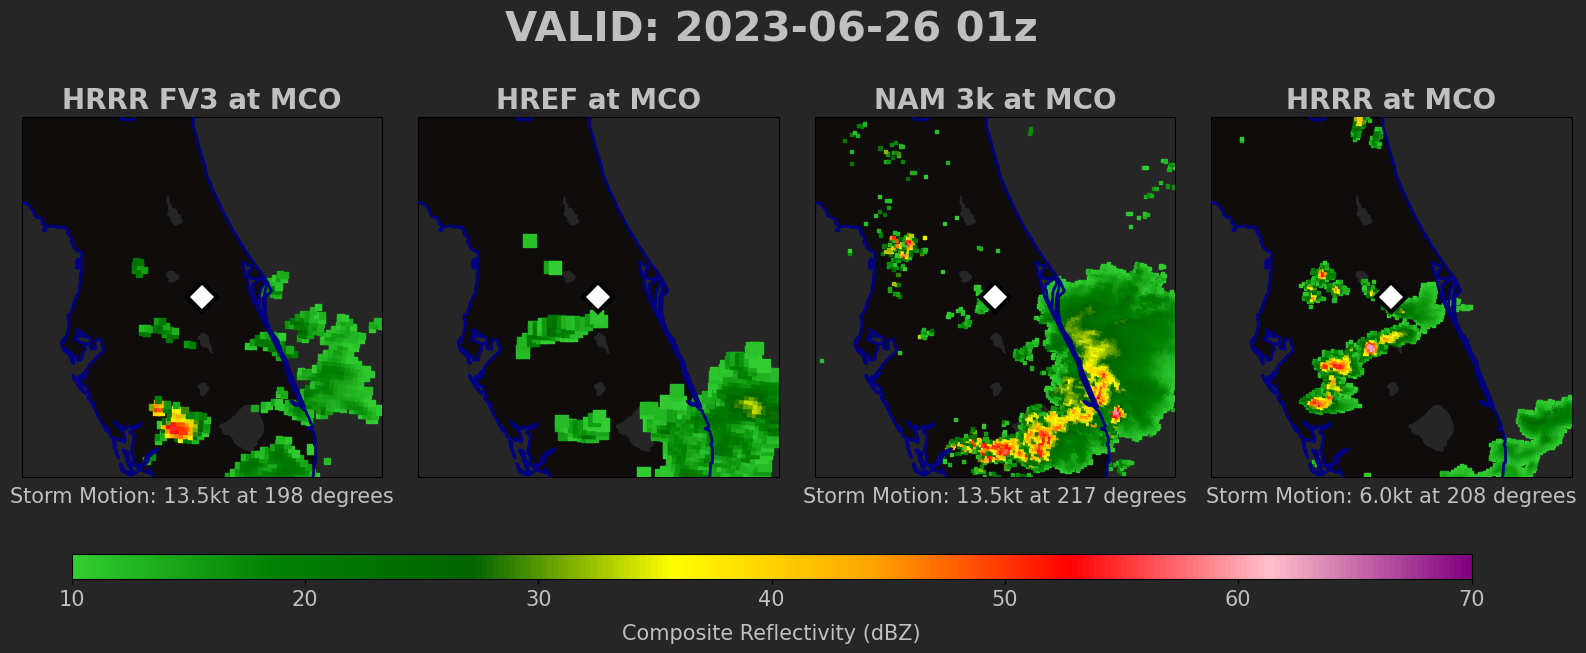 VALID: 2023-06-26 01z
HRRR FV3 at MCO
HREF at MCO
NAM 3k at MCO
HRRR at MCO
Storm Motion: 13.5kt at 198 degrees
Storm Motion: 13.5kt at 217 degrees
Storm Motion: 6.0kt at 208 degrees
10 20 30 40 50 60 70
Composite Reflectivity (dBZ)